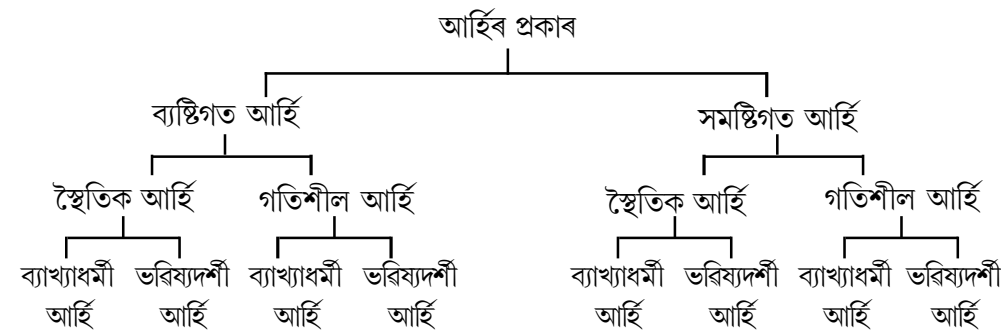 আৰ্হিৰ প্ৰকাৰ
ব্যষ্টিগত আৰ্হি সমষ্টিগত আৰ্হি
স্থৈতিক আৰ্হি গতিশীল আৰ্হি স্থৈতিক আৰ্হি গতিশীল আৰ্হি
ব্যাখ্যাধৰ্মী ভৱিষ্যদৰ্শী ব্যাখ্যাধৰ্মী ভৱিষ্যদৰ্শী ব্যাখ্যাধৰ্মী ভৱিষ্যদৰ্শী ব্যাখ্যাধৰ্মী ভৱিষ্যদৰ্শী
আৰ্হি আৰ্হি আৰ্হি আৰ্হি আৰ্হি আৰ্হি আৰ্হি আৰ্হি